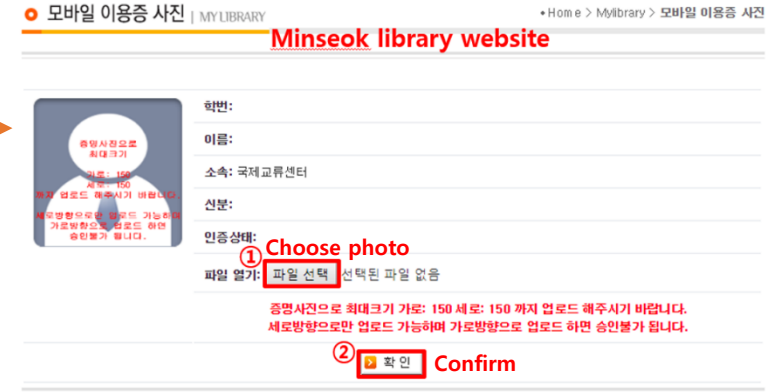 모바일 이용증 사진 | MY LIBRARY
•Home > Mylibrary > 모바일 이용증 사진
Minseok library website
증명사진으로
최대크기
가로: 150
세로: 150
까지 업로드 해주시기 바랍니다.
세로방향으로만 업로드 가능하며
가로방향으로 업로드 하면
승인불가 됩니다.
학번:
이름:
소속: 국제교류센터
신분:
인증상태:
① Choose photo
파일 열기: 파일 선택 선택된 파일 없음
증명사진으로 최대크기 가로: 150 세로: 150 까지 업로드 해주시기 바랍니다.
세로방향으로만 업로드 가능하며 가로방향으로 업로드 하면 승인불가 됩니다.
② 확인 Confirm